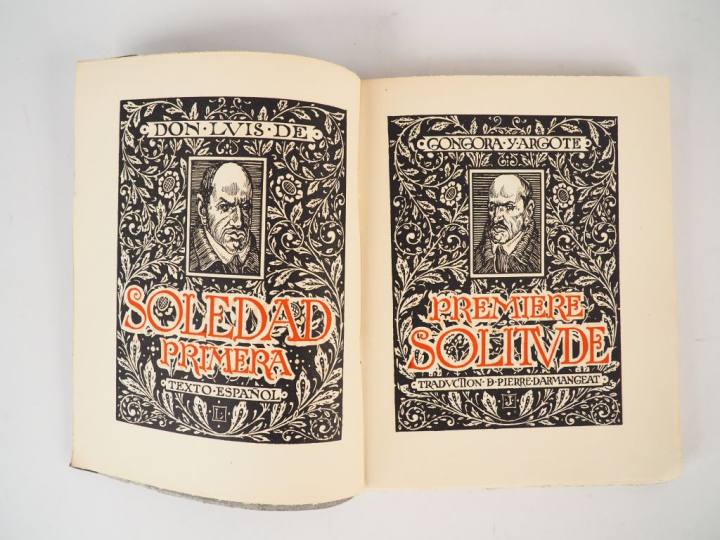 DON·LVIS·DE
SOLEDAD
PRIMERA
TEXTO·ESPAÑOL
GONGORA·Y·ARGOTE
PREMIERE
SOLITVDE
TRADVCTION·D·PIERRE·DARMANGEAT